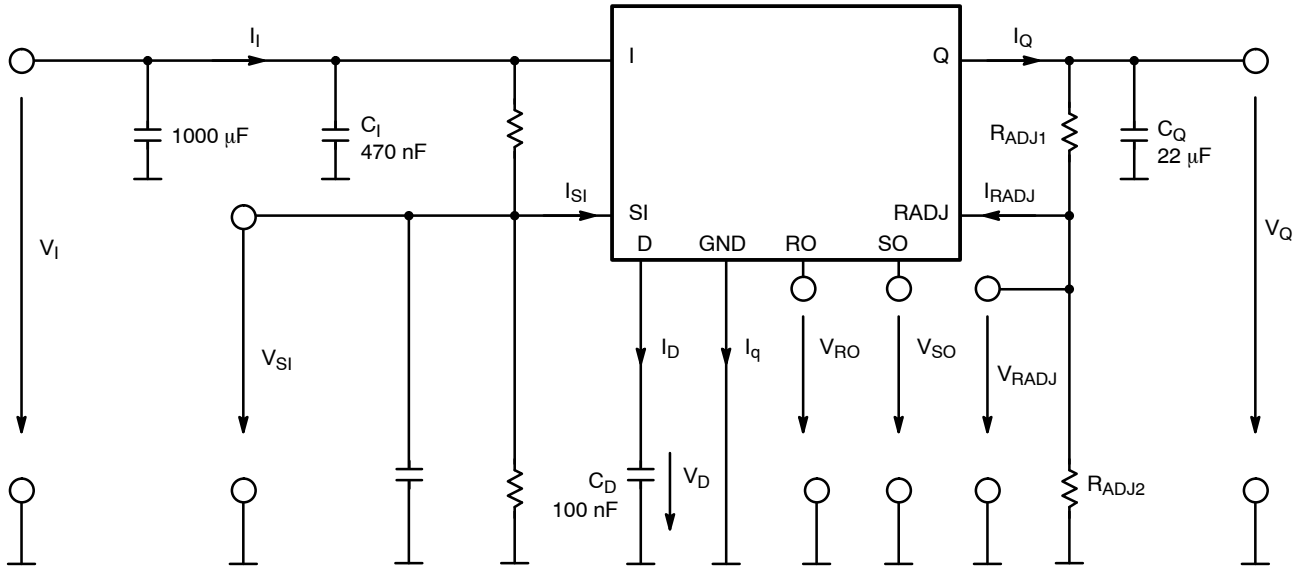 I_I
I_Q
I
Q
1000 μF
C_I
470 nF
R_ADJ1
C_Q
22 μF
I_SI
I_RADJ
SI
RADJ
D
GND
RO
SO
V_I
V_Q
V_SI
I_D
I_q
V_RO
V_SO
V_RADJ
C_D
100 nF
V_D
R_ADJ2